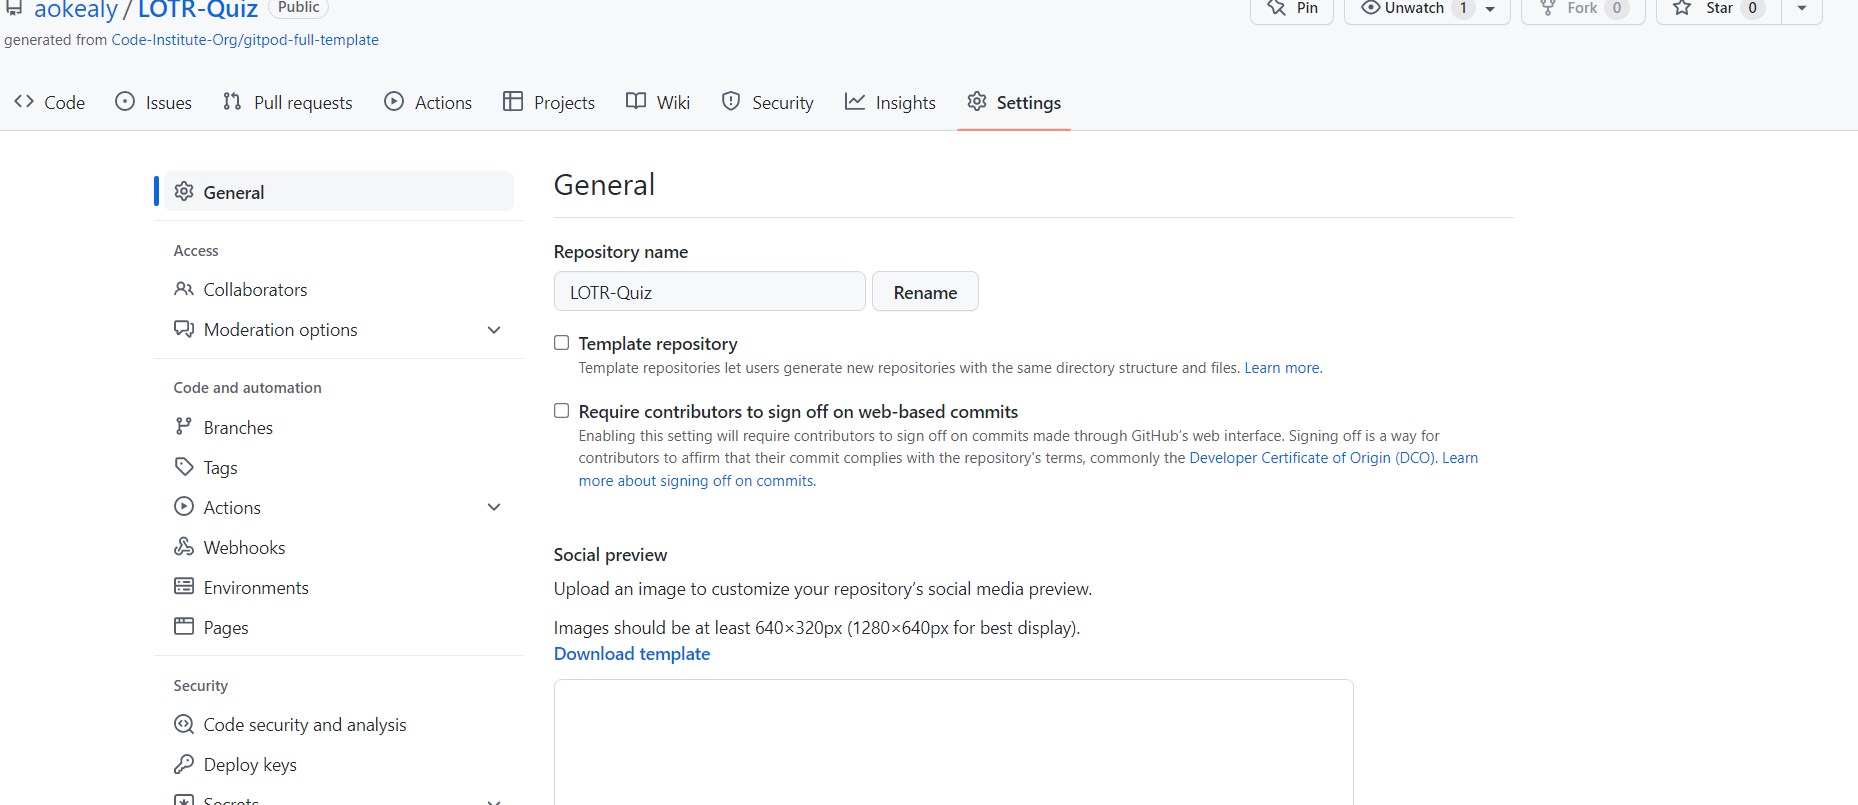 aokealy / LOTR-Quiz Public
Pin Unwatch 1 Fork 0 Star 0
generated from Code-Institute-Org/gitpod-full-template
Code Issues Pull requests Actions Projects Wiki Security Insights Settings
General
Access
Collaborators
Moderation options
Code and automation
Branches
Tags
Actions
Webhooks
Environments
Pages
Security
Code security and analysis
Deploy keys
Secrets
General
Repository name
LOTR-Quiz Rename
Template repository
Template repositories let users generate new repositories with the same directory structure and files. Learn more.
Require contributors to sign off on web-based commits
Enabling this setting will require contributors to sign off on commits made through GitHub’s web interface. Signing off is a way for
contributors to affirm that their commit complies with the repository's terms, commonly the Developer Certificate of Origin (DCO). Learn
more about signing off on commits.
Social preview
Upload an image to customize your repository’s social media preview.
Images should be at least 640×320px (1280×640px for best display).
Download template